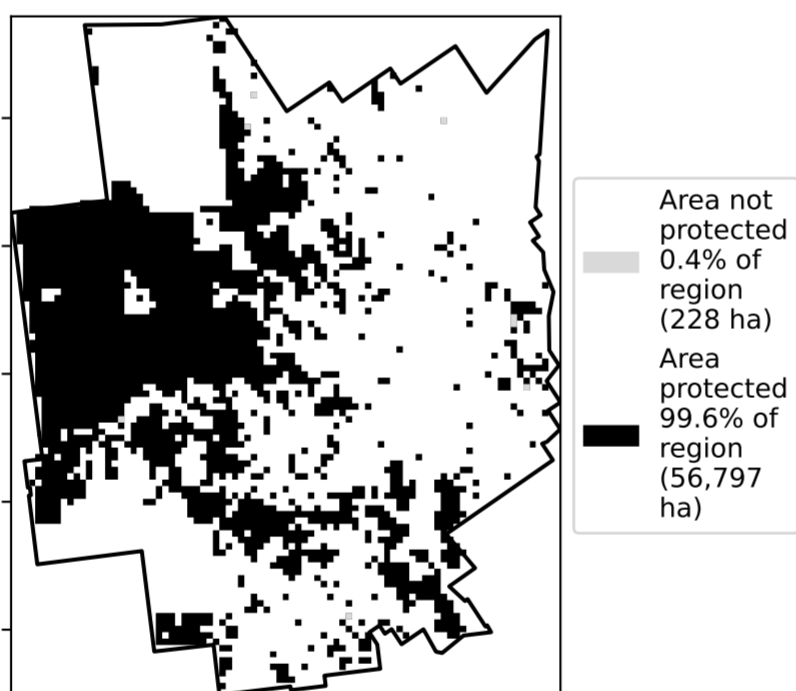 Area not
protected
0.4% of
region
(228 ha)
Area
protected
99.6% of
region
(56,797
ha)